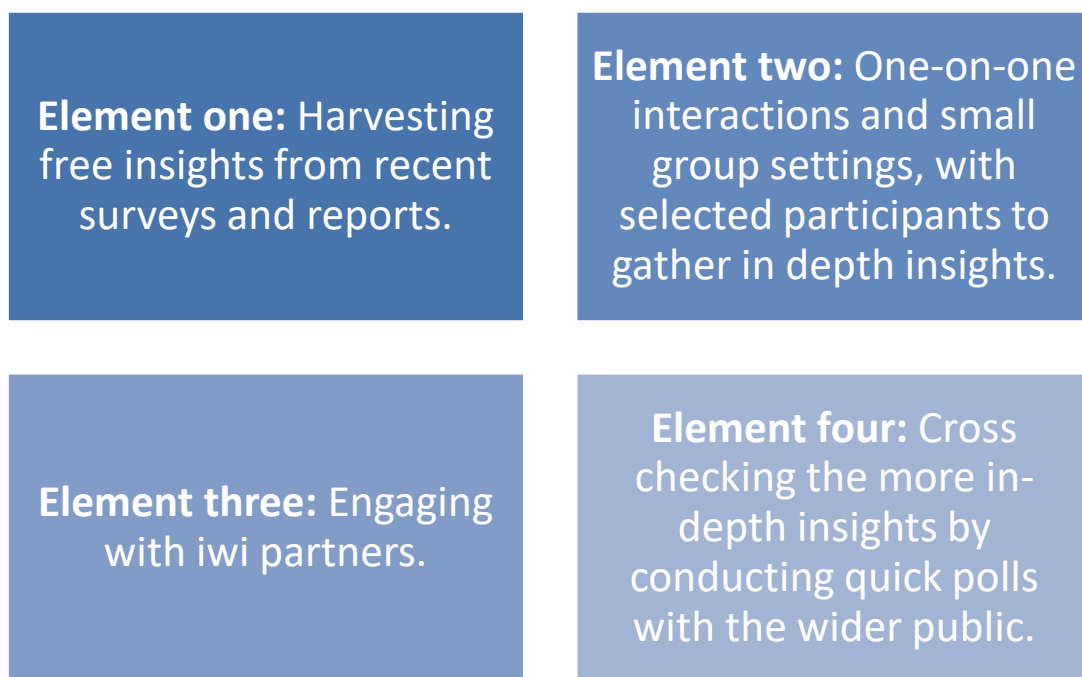 Element one: Harvesting
free insights from recent
surveys and reports.
Element two: One-on-one
interactions and small
group settings, with
selected participants to
gather in depth insights.
Element three: Engaging
with iwi partners.
Element four: Cross
checking the more in-
depth insights by
conducting quick polls
with the wider public.